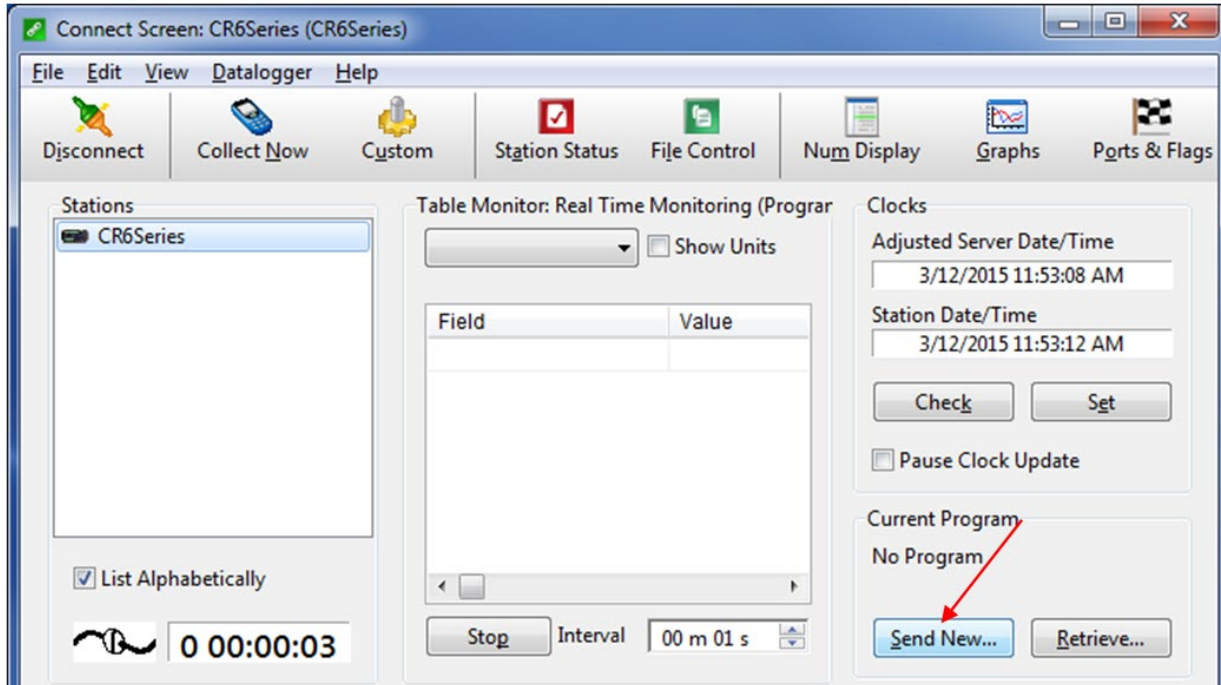 Connect Screen: CR6Series (CR6Series)
File Edit View Datalogger Help
Disconnect Collect Now Custom Station Status File Control Num Display Graphs Ports & Flags
Stations
CR6Series
List Alphabetically
0 00:00:03
Table Monitor: Real Time Monitoring (Progran
Show Units
Field Value
Stop Interval 00 m 01 s
Clocks
Adjusted Server Date/Time
3/12/2015 11:53:08 AM
Station Date/Time
3/12/2015 11:53:12 AM
Check Set
Pause Clock Update
Current Program
No Program
Send New... Retrieve...